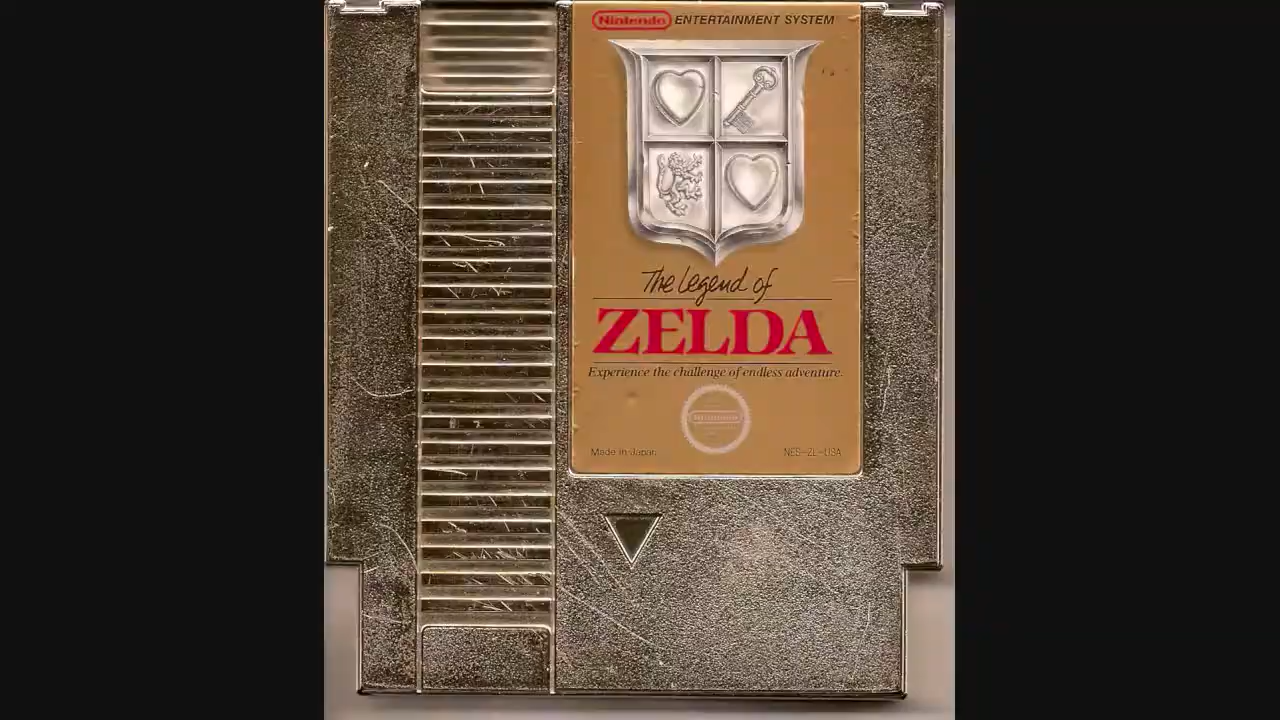 Nintendo ENTERTAINMENT SYSTEM
The Legend of
ZELDA
Experience the challenge of endless adventure.
Nintendo
Made in Japan
NES-ZL-USA